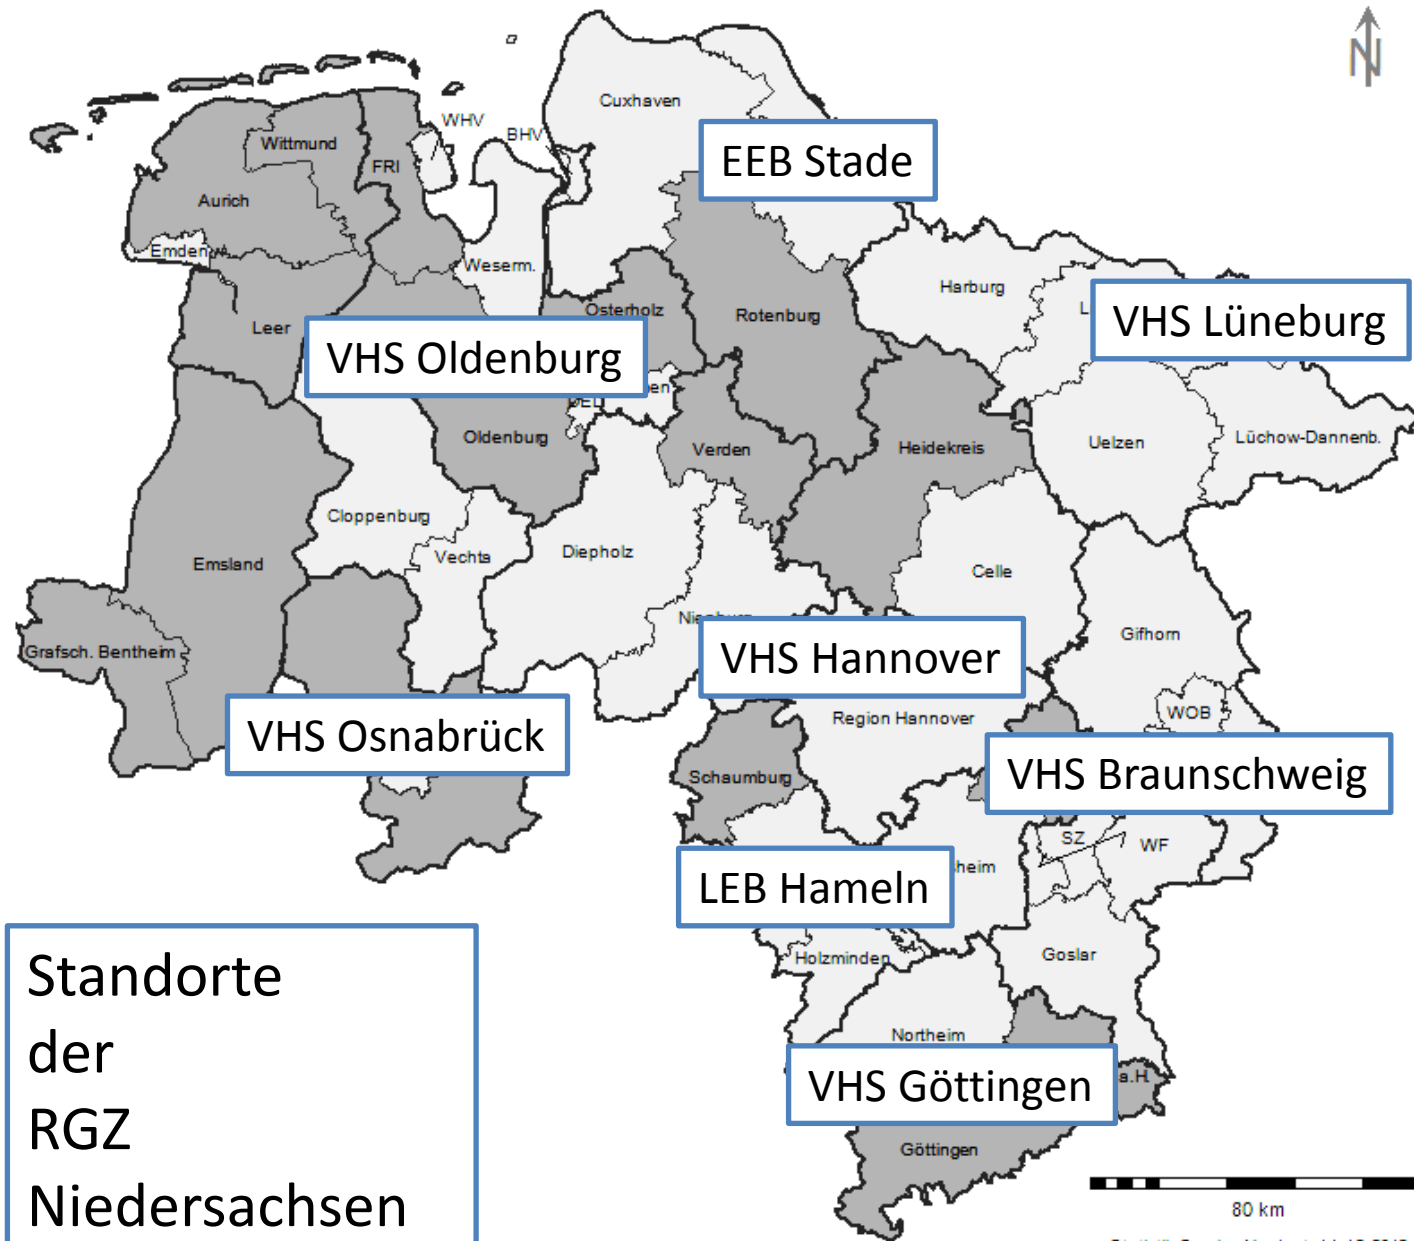 N
Cuxhaven
WHV
BHV
Wittmund
FRI
EEB Stade
Aurich
Emden
Weserm.
Harburg
Osterholz
Rotenburg
Leer
VHS Lüneburg
VHS Oldenburg
DEL
Oldenburg
Verden
Heidekreis
Uelzen
Lüchow-Dannenb.
Cloppenburg
Vechta
Diepholz
Emsland
Celle
Gifhorn
Grafsch. Bentheim
VHS Hannover
Region Hannover
WOB
VHS Osnabrück
Schaumburg
VHS Braunschweig
SZ
WF
LEB Hameln
sheim
Holzminden
Goslar
Northeim
VHS Göttingen
a.H.
Göttingen
80 km
Standorte
der
RGZ
Niedersachsen